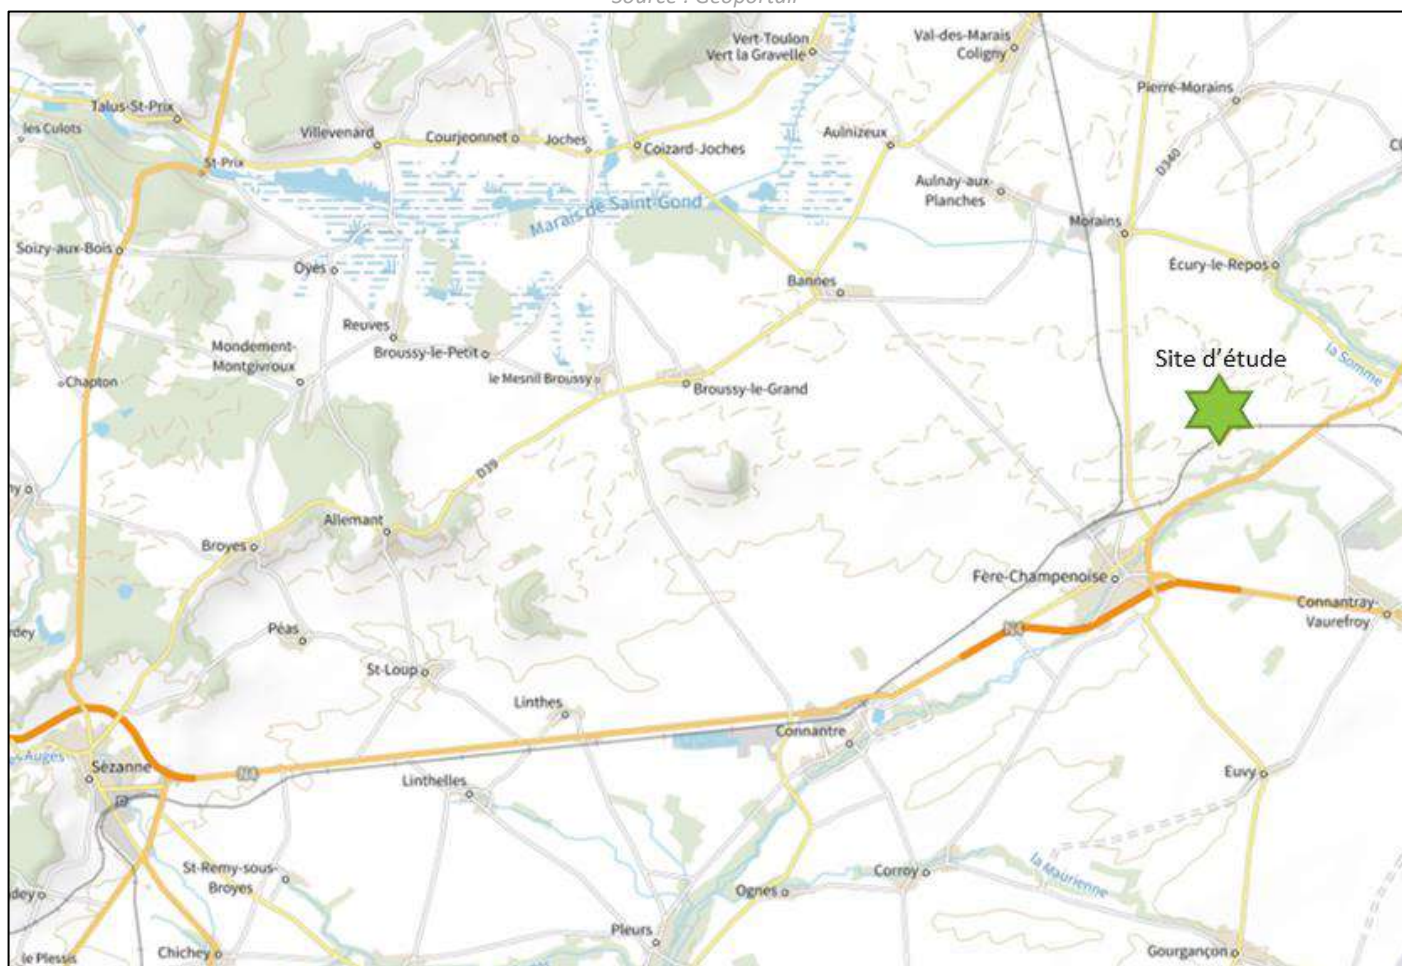 Source : Géoportail
Vert-Toulon
Vert la Gravelle
Val-des-Marais
Coligny
Pierre-Morains
Talus-St-Prix
les Culots
Villevenard
Courjeonnet
Joches
Coizard-Joches
Aulnizeux
St-Prix
D340
Aulnay-aux-
Planches
Marais de Saint-Gond
Morains
Soizy-aux-Bois
Oyes
Écury-le-Repos
Bannes
Reuves
Mondement-
Montgivroux
Broussy-le-Petit
la Somme
Site d'étude
Chapton
le Mesnil Broussy
Broussy-le-Grand
D39
Allemant
Broyes
Fère-Champenoise
Connantray-
Vaurefroy
N4
Péas
St-Loup
Linthes
Connantre
Auges
Sézanne
N4
Linthelles
Euvy
St-Remy-sous-
Broyes
Corroy
la Maurienne
Ognes
Pleurs
Chichey
le Plessis
Gourgançon